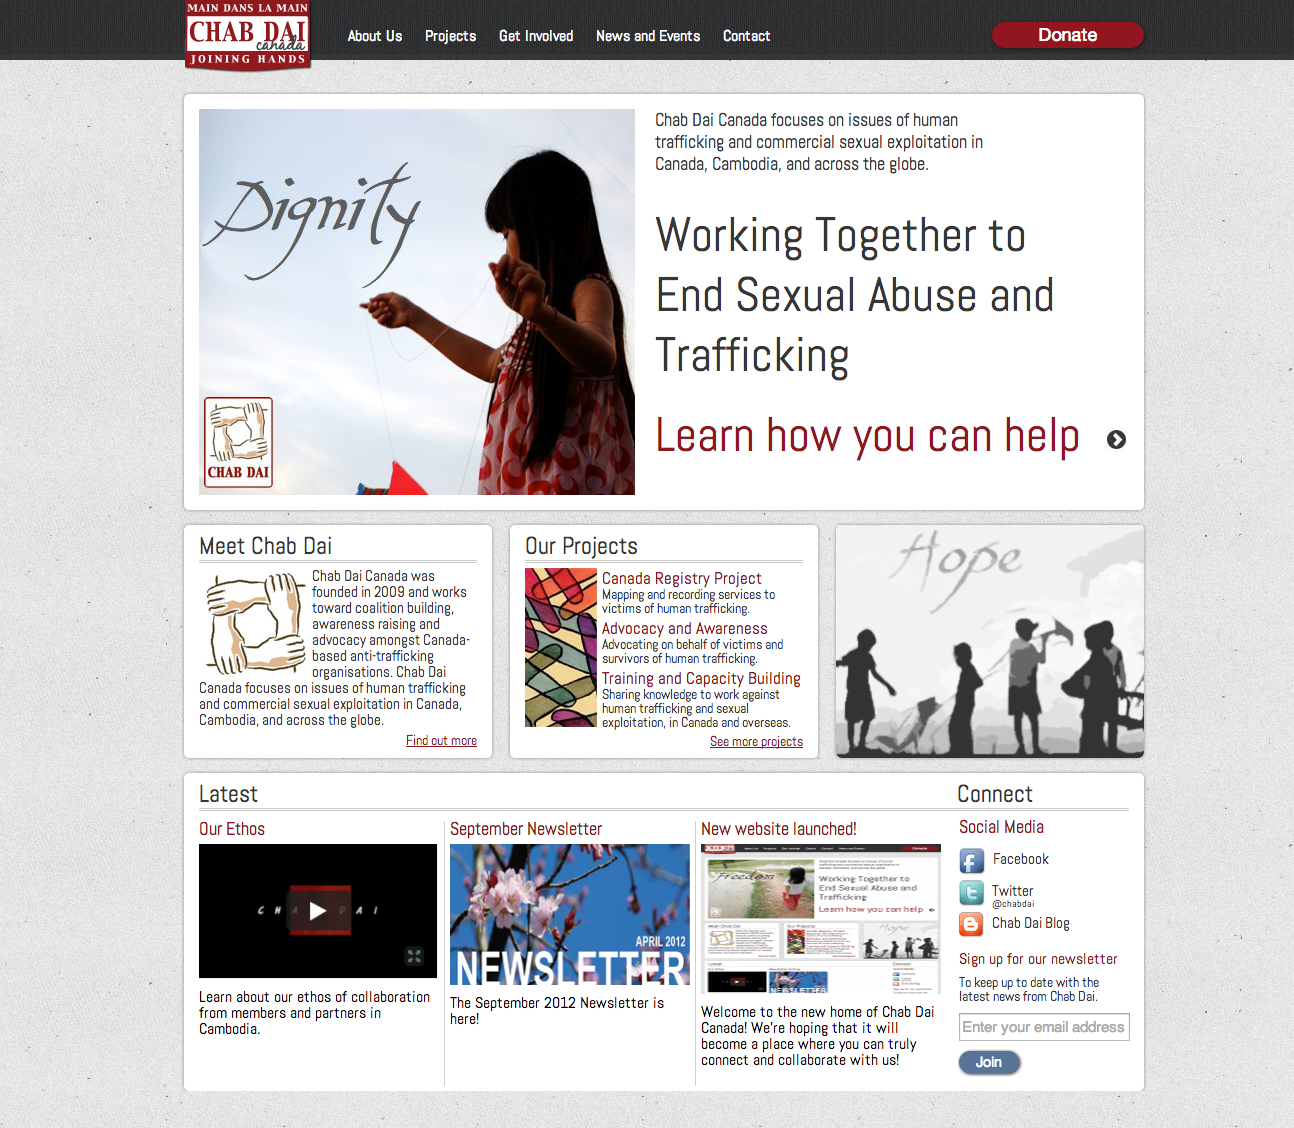 MAIN DANS LA MAIN
CHAB DAI
canada
JOINING HANDS
About Us
Projects
Get Involved
News and Events
Contact
Donate
Dignity
CHAB DAI
Chab Dai Canada focuses on issues of human
trafficking and commercial sexual exploitation in
Canada, Cambodia, and across the globe.
Working Together to
End Sexual Abuse and
Trafficking
Learn how you can help
Meet Chab Dai
Chab Dai Canada was
founded in 2009 and works
toward coalition building,
awareness raising and
advocacy amongst Canada-
based anti-trafficking
organisations. Chab Dai
Canada focuses on issues of human trafficking
and commercial sexual exploitation in Canada,
Cambodia, and across the globe.
Find out more
Our Projects
Canada Registry Project
Mapping and recording services to
victims of human trafficking.
Advocacy and Awareness
Advocating on behalf of victims and
survivors of human trafficking.
Training and Capacity Building
Sharing knowledge to work against
human trafficking and sexual
exploitation, in Canada and overseas.
See more projects
Hope
Latest
Our Ethos
CHAB DAI
Learn about our ethos of collaboration
from members and partners in
Cambodia.
September Newsletter
APRIL 2012
NEWSLETTER
The September 2012 Newsletter is
here!
New website launched!
Freedom
Working Together to
End Sexual Abuse and
Trafficking
Learn how you can help
Hope
Welcome to the new home of Chab Dai
Canada! We're hoping that it will
become a place where you can truly
connect and collaborate with us!
Connect
Social Media
Facebook
Twitter
@chabdai
Chab Dai Blog
Sign up for our newsletter
To keep up to date with the
latest news from Chab Dai.
Enter your email address
Join